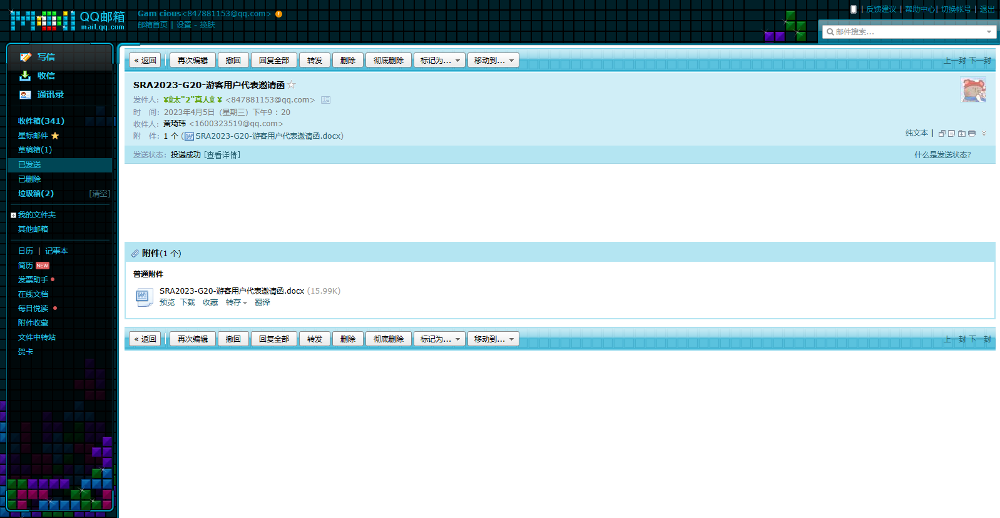 QQ邮箱
mail.qq.com
Gam cious<847881153@qq.com>
邮箱首页 | 设置 - 换肤
| 反馈建议 | 帮助中心 | 切换帐号 | 退出
邮件搜索...
写信
收信
通讯录
收件箱(341)
星标邮件
草稿箱(1)
已发送
已删除
垃圾箱(2) [清空]
我的文件夹
其他邮箱
日历 | 记事本
简历 NEW
发票助手
在线文档
每日悦读
附件收藏
文件中转站
贺卡
« 返回 再次编辑 撤回 回复全部 转发 删除 彻底删除 标记为... 移动到... 上一封 下一封
SRA2023-G20-游客用户代表邀请函
发件人: 太"2"真人 <847881153@qq.com>
时 间: 2023年4月5日 (星期三) 下午9:20
收件人: 黄琦玮 <1600323519@qq.com>
附 件: 1 个 (SRA2023-G20-游客用户代表邀请函.docx)
纯文本 |
发送状态: 投递成功 [查看详情]
什么是发送状态?
附件(1 个)
普通附件
SRA2023-G20-游客用户代表邀请函.docx (15.99K)
预览 下载 收藏 转存 翻译
« 返回 再次编辑 撤回 回复全部 转发 删除 彻底删除 标记为... 移动到... 上一封 下一封